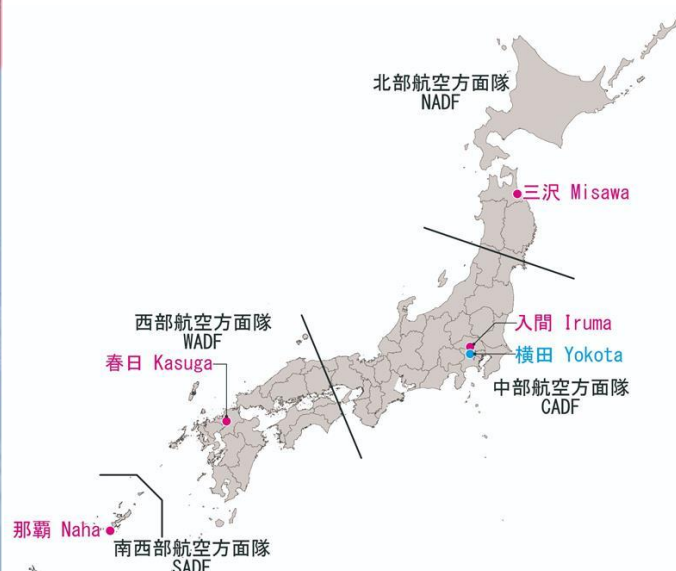 北部航空方面隊
NADF
三沢 Misawa
西部航空方面隊
WADF
春日 Kasuga
入間 Iruma
横田 Yokota
中部航空方面隊
CADF
那覇 Naha
南西部航空方面隊
SADF